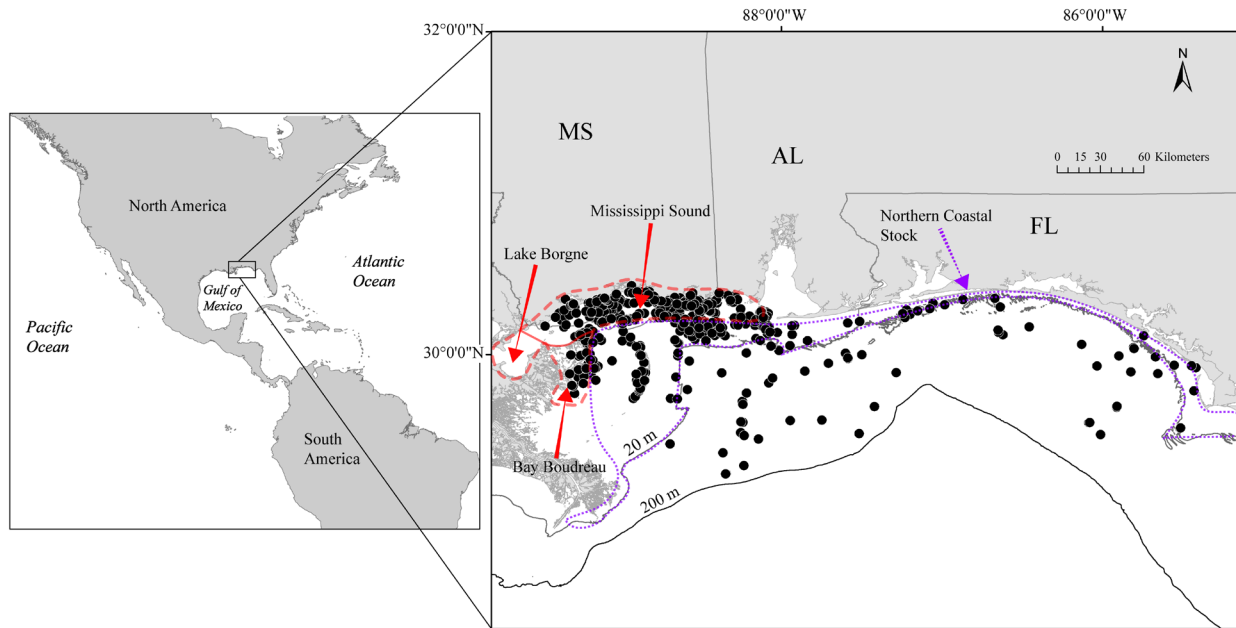 88°0'0"W
86°0'0"W
32°0'0"N
N
MS
AL
0 15 30 60 Kilometers
North America
Mississippi Sound
Northern Coastal
Stock
FL
Lake Borgne
Atlantic
Ocean
Gulf of
Mexico
Pacific
Ocean
30°0'0"N
South
America
Bay Boudreau
20 m
200 m